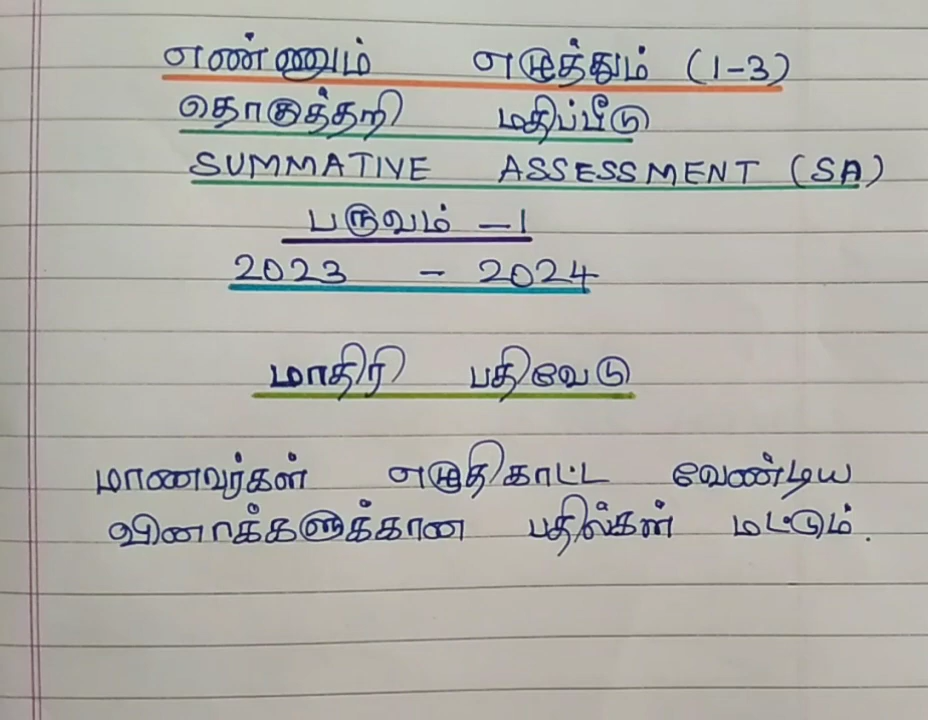 எண்ணும் எழுத்தும் (1-3)
தொகுத்தறி மதிப்பீடு
SUMMATIVE ASSESSMENT (SA)
பருவம் -1
2023 - 2024
மாதிரி பதிவேடு
மாணவர்கள் எழுதிகாட்ட வேண்டிய
வினாக்களுக்கான பதில்கள் மட்டும்.